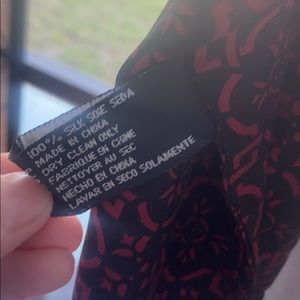 100% SILK SOIE SEDA
MADE IN CHINA
DRY CLEAN ONLY
FABRIQUE EN CHINE
NETTOYER AU SEC
HECHO EN CHINA
LAVAR EN SECO SOLAMENTE